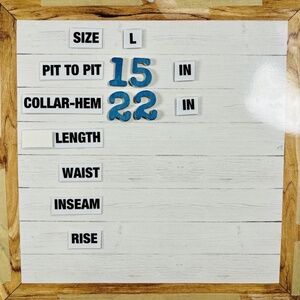 SIZE L
PIT TO PIT 15 IN
COLLAR-HEM 22 IN
LENGTH
WAIST
INSEAM
RISE